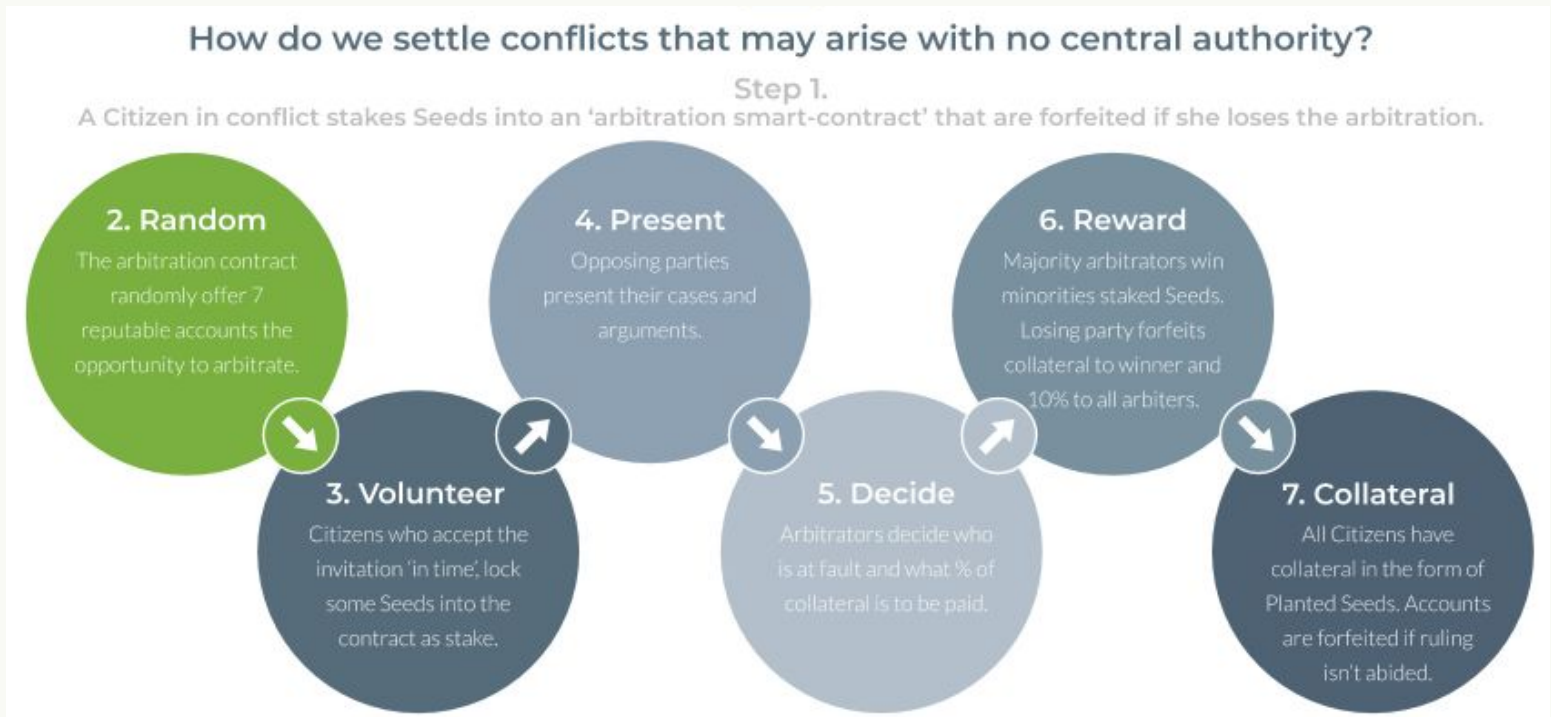 How do we settle conflicts that may arise with no central authority?
Step 1.
A Citizen in conflict stakes Seeds into an ‘arbitration smart-contract’ that are forfeited if she loses the arbitration.
2. Random
The arbitration contract
randomly offer 7
reputable accounts the
opportunity to arbitrate.
3. Volunteer
Citizens who accept the
invitation ‘in time’, lock
some Seeds into the
contract as stake.
4. Present
Opposing parties
present their cases and
arguments.
5. Decide
Arbitrators decide who
is at fault and what % of
collateral is to be paid.
6. Reward
Majority arbitrators win
minorities staked Seeds.
Losing party forfeits
collateral to winner and
10% to all arbiters.
7. Collateral
All Citizens have
collateral in the form of
Planted Seeds. Accounts
are forfeited if ruling
isn’t abided.